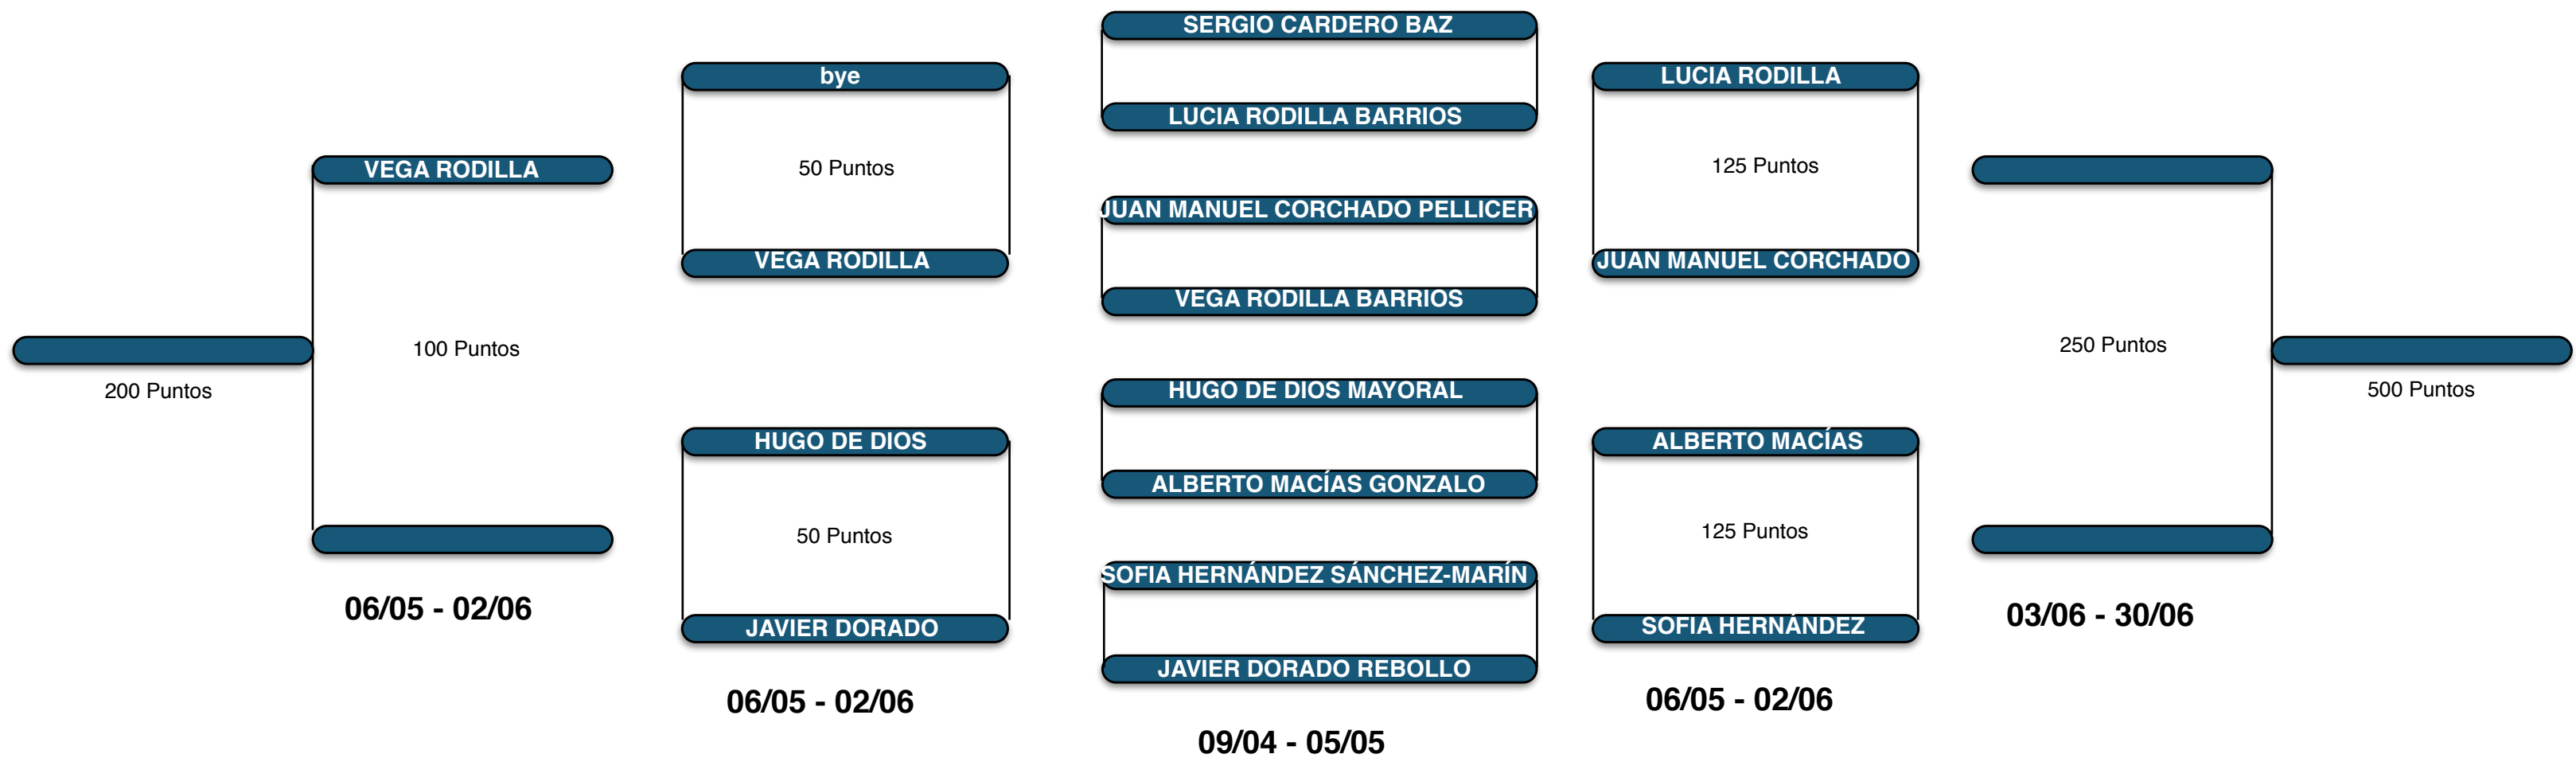 VEGA RODILLA
100 Puntos
200 Puntos
06/05 - 02/06
bye
50 Puntos
VEGA RODILLA
HUGO DE DIOS
50 Puntos
JAVIER DORADO
06/05 - 02/06
SERGIO CARDERO BAZ
LUCIA RODILLA BARRIOS
JUAN MANUEL CORCHADO PELLICER
VEGA RODILLA BARRIOS
HUGO DE DIOS MAYORAL
ALBERTO MACÍAS GONZALO
SOFIA HERNÁNDEZ SÁNCHEZ-MARÍN
JAVIER DORADO REBOLLO
09/04 - 05/05
LUCIA RODILLA
125 Puntos
JUAN MANUEL CORCHADO
ALBERTO MACÍAS
125 Puntos
SOFIA HERNÁNDEZ
06/05 - 02/06
250 Puntos
03/06 - 30/06
500 Puntos